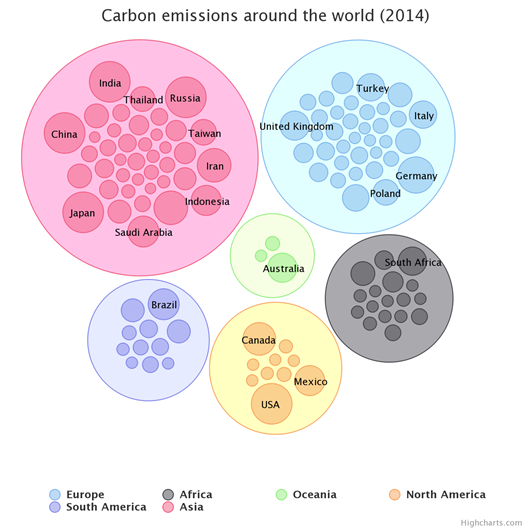 Carbon emissions around the world (2014)
India
Thailand
Russia
Turkey
Italy
China
Taiwan
United Kingdom
Iran
Germany
Japan
Indonesia
Poland
Saudi Arabia
South Africa
Australia
Brazil
Canada
Mexico
USA
Europe Africa Oceania North America
South America Asia
Highcharts.com